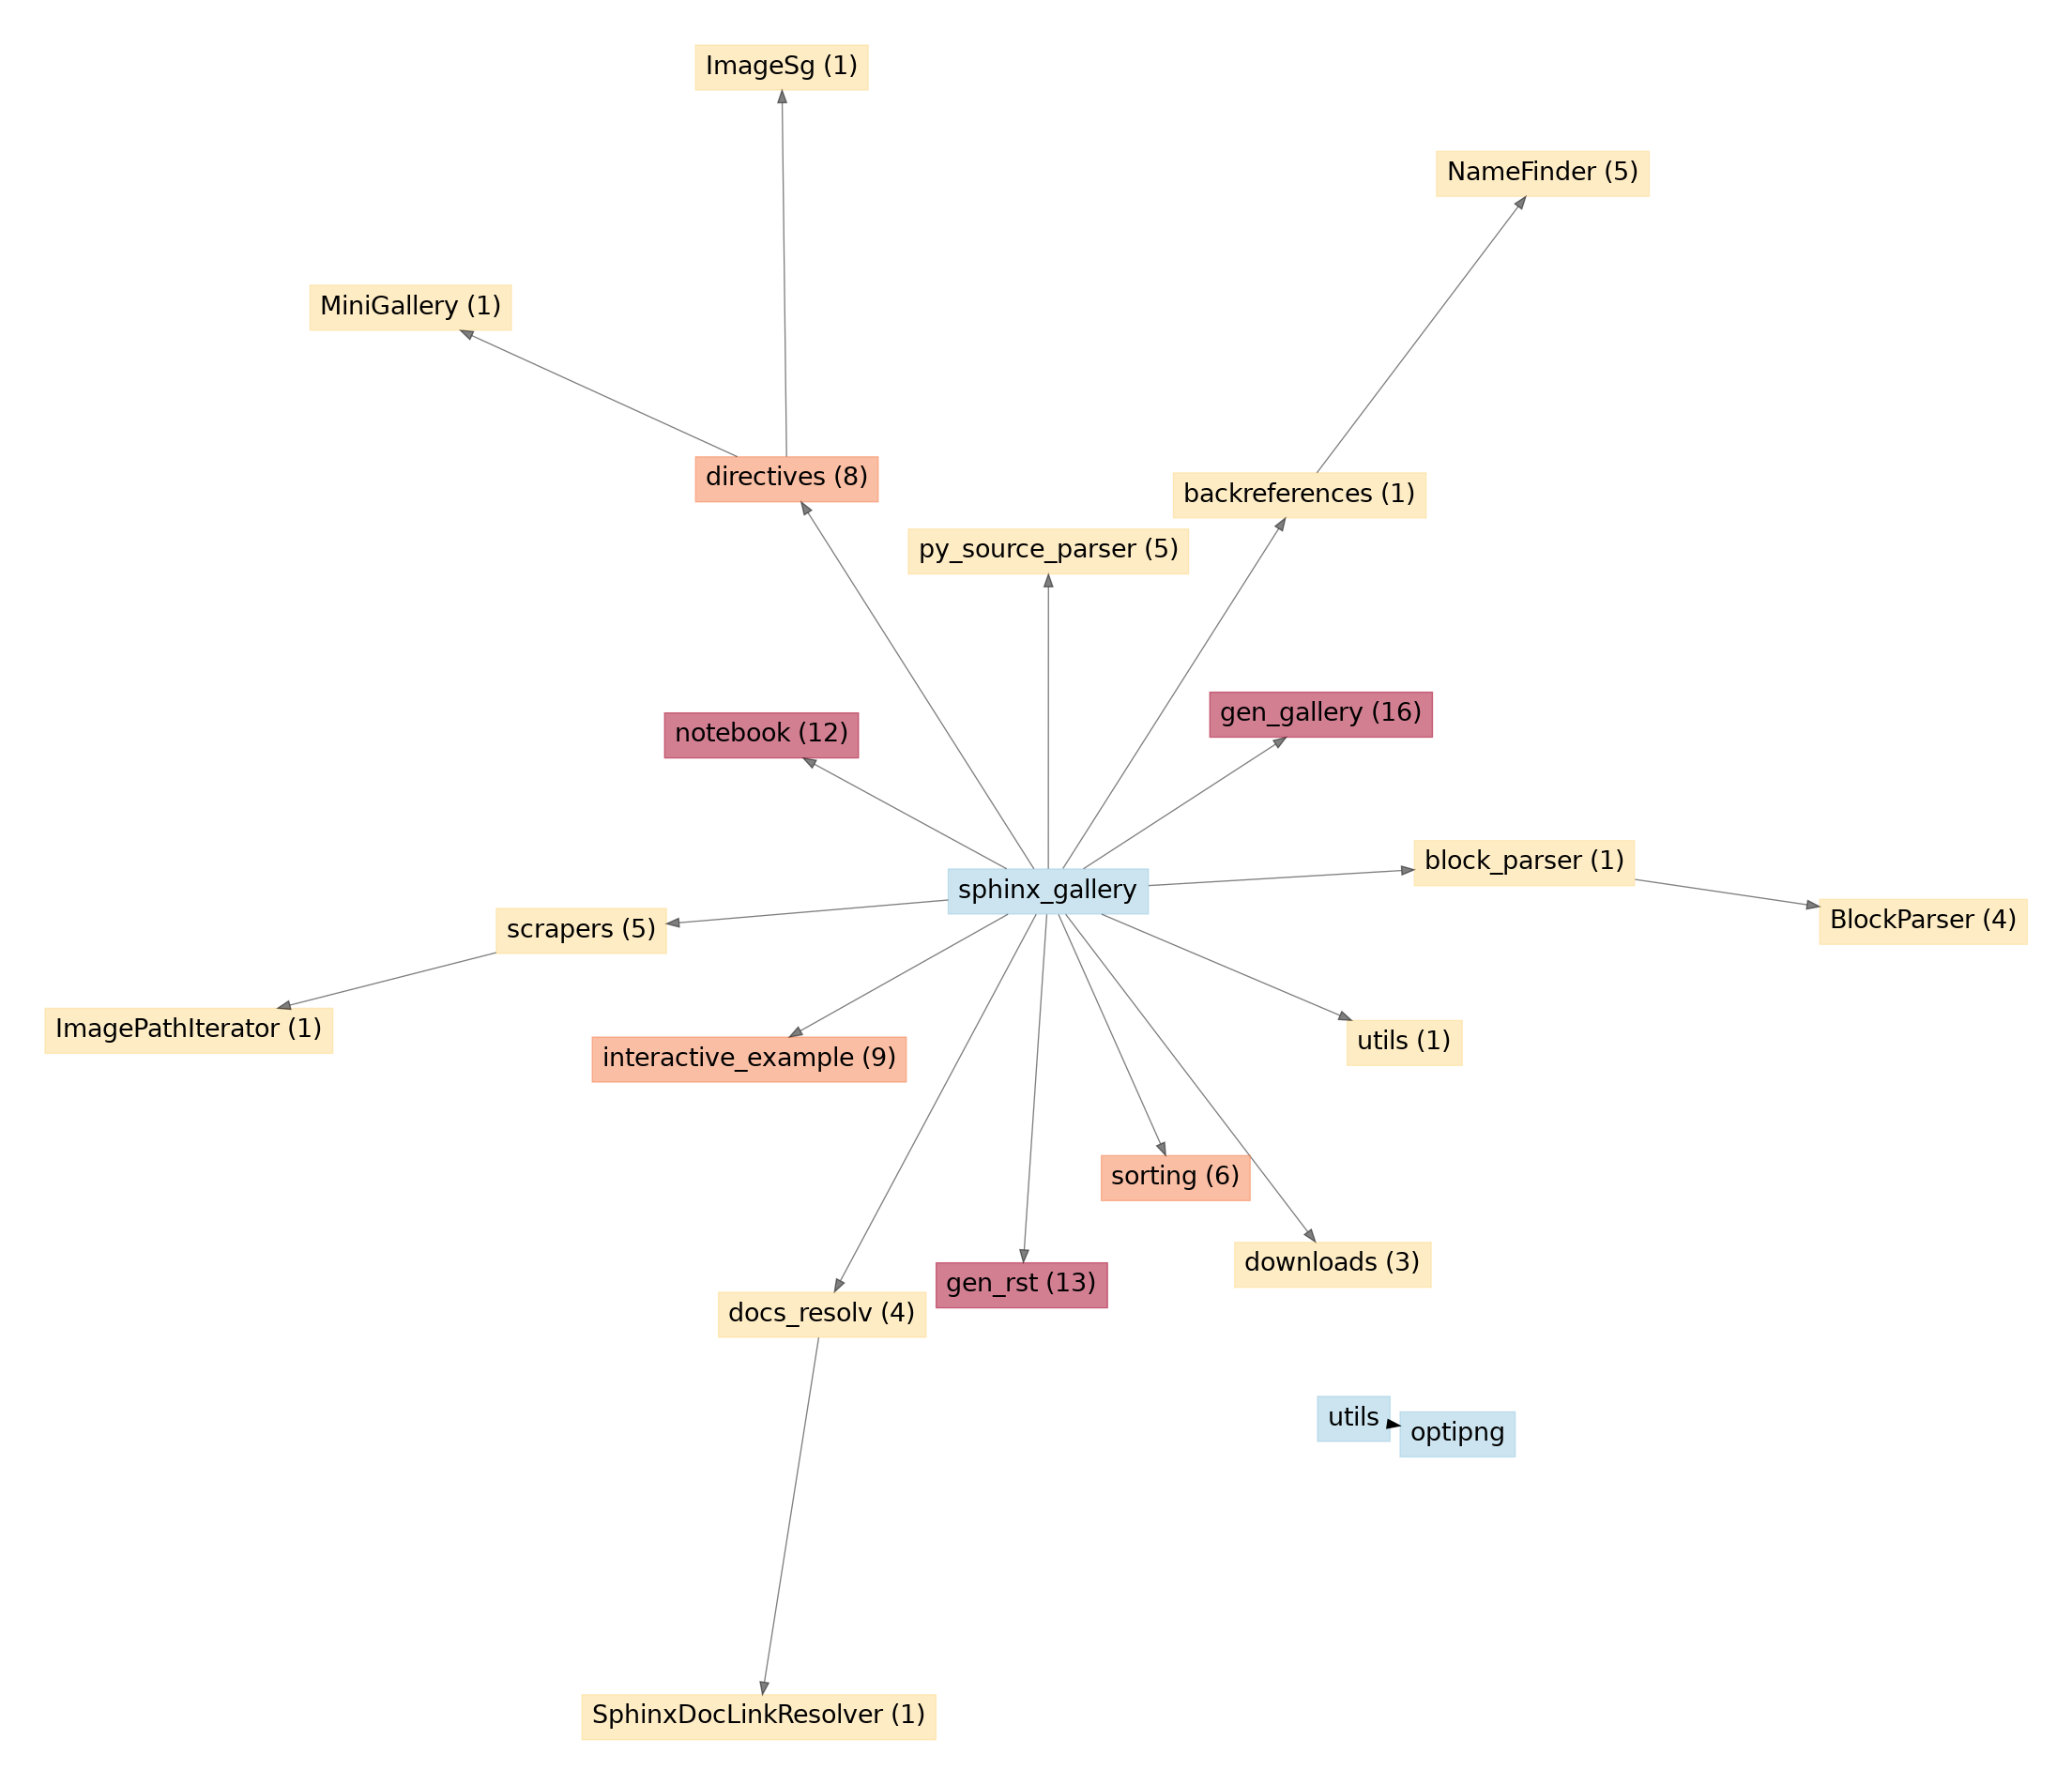 ImageSg (1)
NameFinder (5)
MiniGallery (1)
directives (8)
backreferences (1)
py_source_parser (5)
gen_gallery (16)
notebook (12)
block_parser (1)
sphinx_gallery
BlockParser (4)
scrapers (5)
ImagePathIterator (1)
utils (1)
interactive_example (9)
sorting (6)
downloads (3)
gen_rst (13)
docs_resolv (4)
utils
optipng
SphinxDocLinkResolver (1)